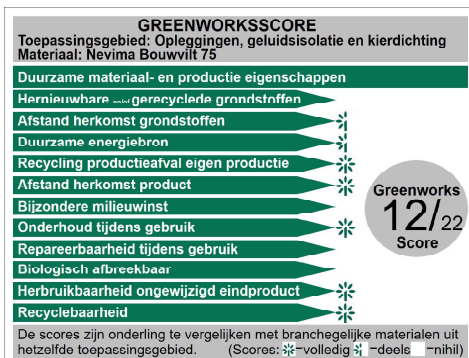 GREENWORKSSCORE
Toepassingsgebied: Opleggingen, geluidsisolatie en kierdichting
Materiaal: Nevima Bouwvilt 75
Duurzame materiaal- en productie eigenschappen
Hernieuwbare en/of gerecyclede grondstoffen
Afstand herkomst grondstoffen
Duurzame energiebron
Recycling productieafval eigen productie
Afstand herkomst product
Bijzondere milieuwinst
Onderhoud tijdens gebruik
Repareerbaarheid tijdens gebruik
Biologisch afbreekbaar
Herbruikbaarheid ongewijzigd eindproduct
Recyclebaarheid
Greenworks
12/22
Score
De scores zijn onderling te vergelijken met branchegelijke materialen uit
hetzelfde toepassingsgebied. (Scores: -volledig -deels -nihil)